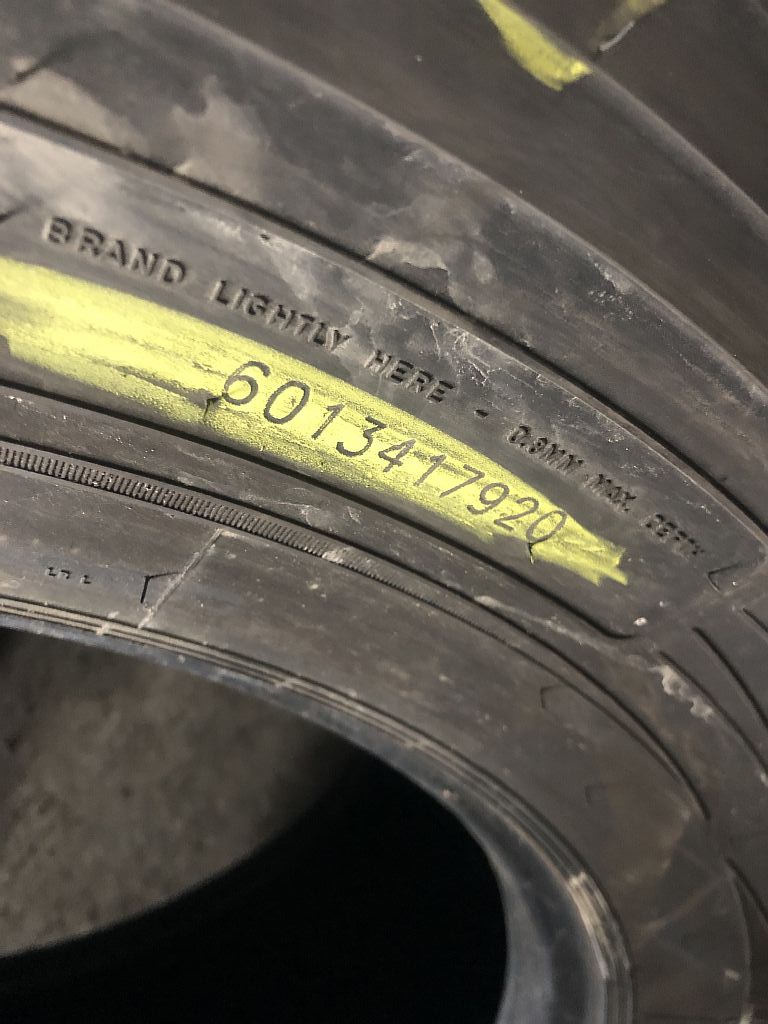 BRAND LIGHTLY HERE - 0.8MM MAX. DEPTH
6013417920